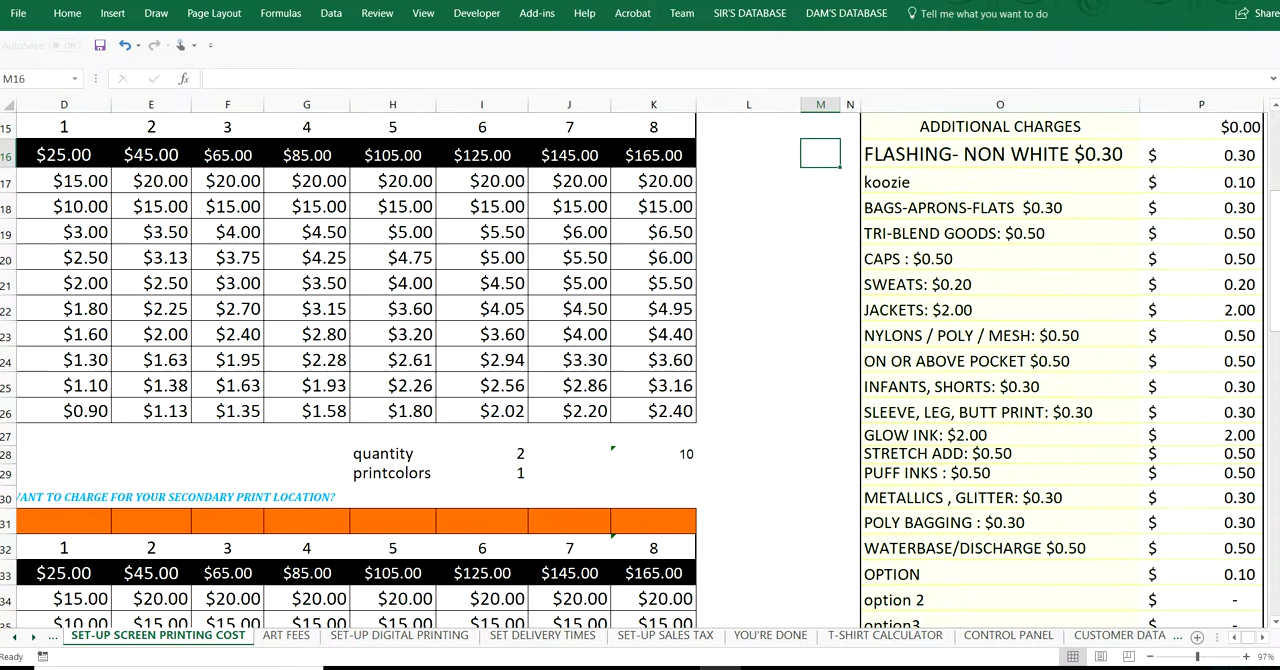 File Home Insert Draw Page Layout Formulas Data Review View Developer Add-ins Help Acrobat Team SIR'S DATABASE DAM'S DATABASE Tell me what you want to do Share
AutoSave Off
M16 fx
D E F G H I J K L M N O P
15 1 2 3 4 5 6 7 8 ADDITIONAL CHARGES $0.00
16 $25.00 $45.00 $65.00 $85.00 $105.00 $125.00 $145.00 $165.00 FLASHING- NON WHITE $0.30 $ 0.30
17 $15.00 $20.00 $20.00 $20.00 $20.00 $20.00 $20.00 $20.00 koozie $ 0.10
18 $10.00 $15.00 $15.00 $15.00 $15.00 $15.00 $15.00 $15.00 BAGS-APRONS-FLATS $0.30 $ 0.30
19 $3.00 $3.50 $4.00 $4.50 $5.00 $5.50 $6.00 $6.50 TRI-BLEND GOODS: $0.50 $ 0.50
20 $2.50 $3.13 $3.75 $4.25 $4.75 $5.00 $5.50 $6.00 CAPS : $0.50 $ 0.50
21 $2.00 $2.50 $3.00 $3.50 $4.00 $4.50 $5.00 $5.50 SWEATS: $0.20 $ 0.20
22 $1.80 $2.25 $2.70 $3.15 $3.60 $4.05 $4.50 $4.95 JACKETS: $2.00 $ 2.00
23 $1.60 $2.00 $2.40 $2.80 $3.20 $3.60 $4.00 $4.40 NYLONS / POLY / MESH: $0.50 $ 0.50
24 $1.30 $1.63 $1.95 $2.28 $2.61 $2.94 $3.30 $3.60 ON OR ABOVE POCKET $0.50 $ 0.50
25 $1.10 $1.38 $1.63 $1.93 $2.26 $2.56 $2.86 $3.16 INFANTS, SHORTS: $0.30 $ 0.30
26 $0.90 $1.13 $1.35 $1.58 $1.80 $2.02 $2.20 $2.40 SLEEVE, LEG, BUTT PRINT: $0.30 $ 0.30
27 GLOW INK: $2.00 $ 2.00
28 quantity 2 10 STRETCH ADD: $0.50 $ 0.50
29 printcolors 1 PUFF INKS : $0.50 $ 0.50
30 WANT TO CHARGE FOR YOUR SECONDARY PRINT LOCATION? METALLICS , GLITTER: $0.30 $ 0.30
31 POLY BAGGING : $0.30 $ 0.30
32 1 2 3 4 5 6 7 8 WATERBASE/DISCHARGE $0.50 $ 0.50
33 $25.00 $45.00 $65.00 $85.00 $105.00 $125.00 $145.00 $165.00 OPTION $ 0.10
34 $15.00 $20.00 $20.00 $20.00 $20.00 $20.00 $20.00 $20.00 option 2 $ -
35 $10.00 $15.00 $15.00 $15.00 $15.00 $15.00 $15.00 $15.00 option3 $ -
... SET-UP SCREEN PRINTING COST ART FEES SET-UP DIGITAL PRINTING SET DELIVERY TIMES SET-UP SALES TAX YOU'RE DONE T-SHIRT CALCULATOR CONTROL PANEL CUSTOMER DATA ...
Ready 97%